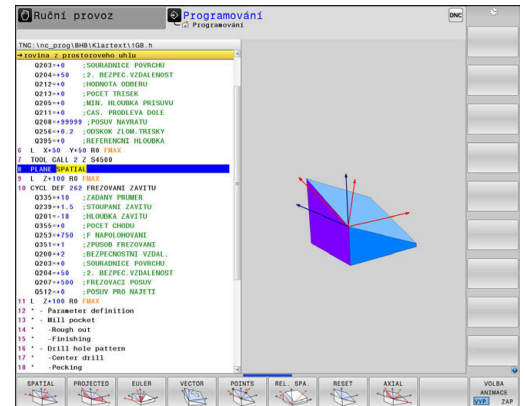 Ruční provoz
Programování
Programování
DNC
TNC:\nc_prog\BHB\Klartext\1GB.h
→rovina z prostoroveho uhlu
Q203=+0 ;SOURADNICE POVRCHU
Q204=+50 ;2. BEZPEC.VZDALENOST
Q212=+0 ;HODNOTA ODBERU
Q213=+0 ;POCET TRISEK
Q205=+0 ;MIN. HLOUBKA PRISUVU
Q211=+0 ;CAS. PRODLEVA DOLE
Q208=+99999 ;POSUV NAVRATU
Q256=+0.2 ;ODSKOK ZLOM.TRISKY
Q395=+0 ;REFERENCNI HLOUBKA
6 L X+50 Y+50 R0 FMAX
7 TOOL CALL 2 Z S4500
8 PLANE SPATIAL
9 L Z+100 R0 FMAX
10 CYCL DEF 262 FREZOVANI ZAVITU
Q335=+10 ;ZADANY PRUMER
Q239=+1.5 ;STOUPANI ZAVITU
Q201=-18 ;HLOUBKA ZAVITU
Q355=+0 ;POCET CHODU
Q253=+750 ;F NAPOLOHOVANI
Q351=+1 ;ZPUSOB FREZOVANI
Q200=+2 ;BEZPECNOSTNI VZDAL.
Q203=+0 ;SOURADNICE POVRCHU
Q204=+50 ;2. BEZPEC.VZDALENOST
Q207=+500 ;FREZOVACI POSUV
Q512=+0 ;POSUV PRO NAJETI
11 L Z+100 R0 FMAX
12 * - Parameter definition
13 * - Mill pocket
14 * -Rough out
15 * -Finishing
16 * - Drill hole pattern
17 * -Center drill
18 * -Pecking
SPATIAL
PROJECTED
EULER
VECTOR
POINTS
REL. SPA.
RESET
AXIAL
VOLBA
ANIMACE
VYP ZAP